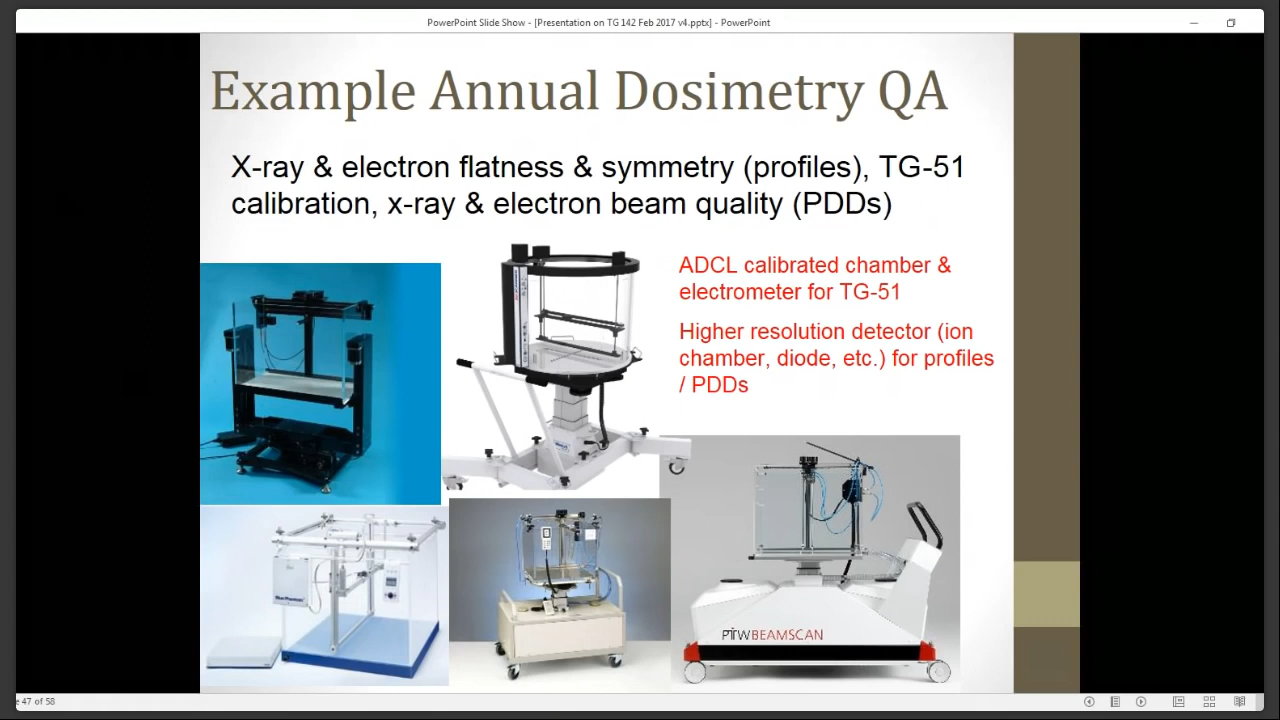 PowerPoint Slide Show - [Presentation on TG 142 Feb 2017 v4.pptx] - PowerPoint
Example Annual Dosimetry QA
X-ray & electron flatness & symmetry (profiles), TG-51
calibration, x-ray & electron beam quality (PDDs)
ADCL calibrated chamber &
electrometer for TG-51
Higher resolution detector (ion
chamber, diode, etc.) for profiles
/ PDDs
PTW BEAMSCAN
e 47 of 58